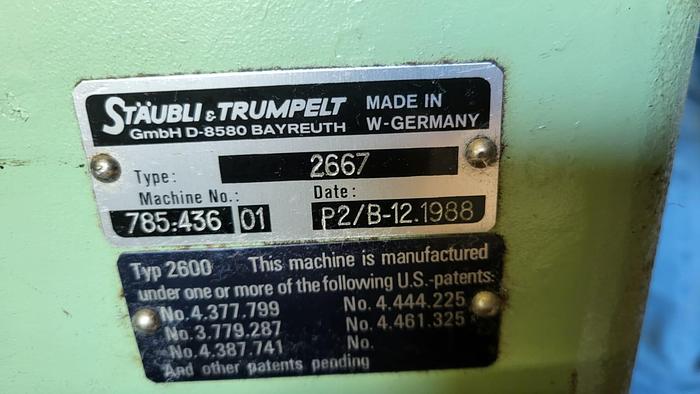 STÄUBLI & TRUMPELT MADE IN
GmbH D-8580 BAYREUTH W-GERMANY
Type: 2667
Machine No.: Date:
785.436 01 P2/B-12.1988
Typ 2600 This machine is manufactured
under one or more of the following U.S.-patents:
No. 4.377.799 No. 4.444.225
No. 3.779.287 No. 4.461.325
No. 4.387.741 No.
And other patents pending